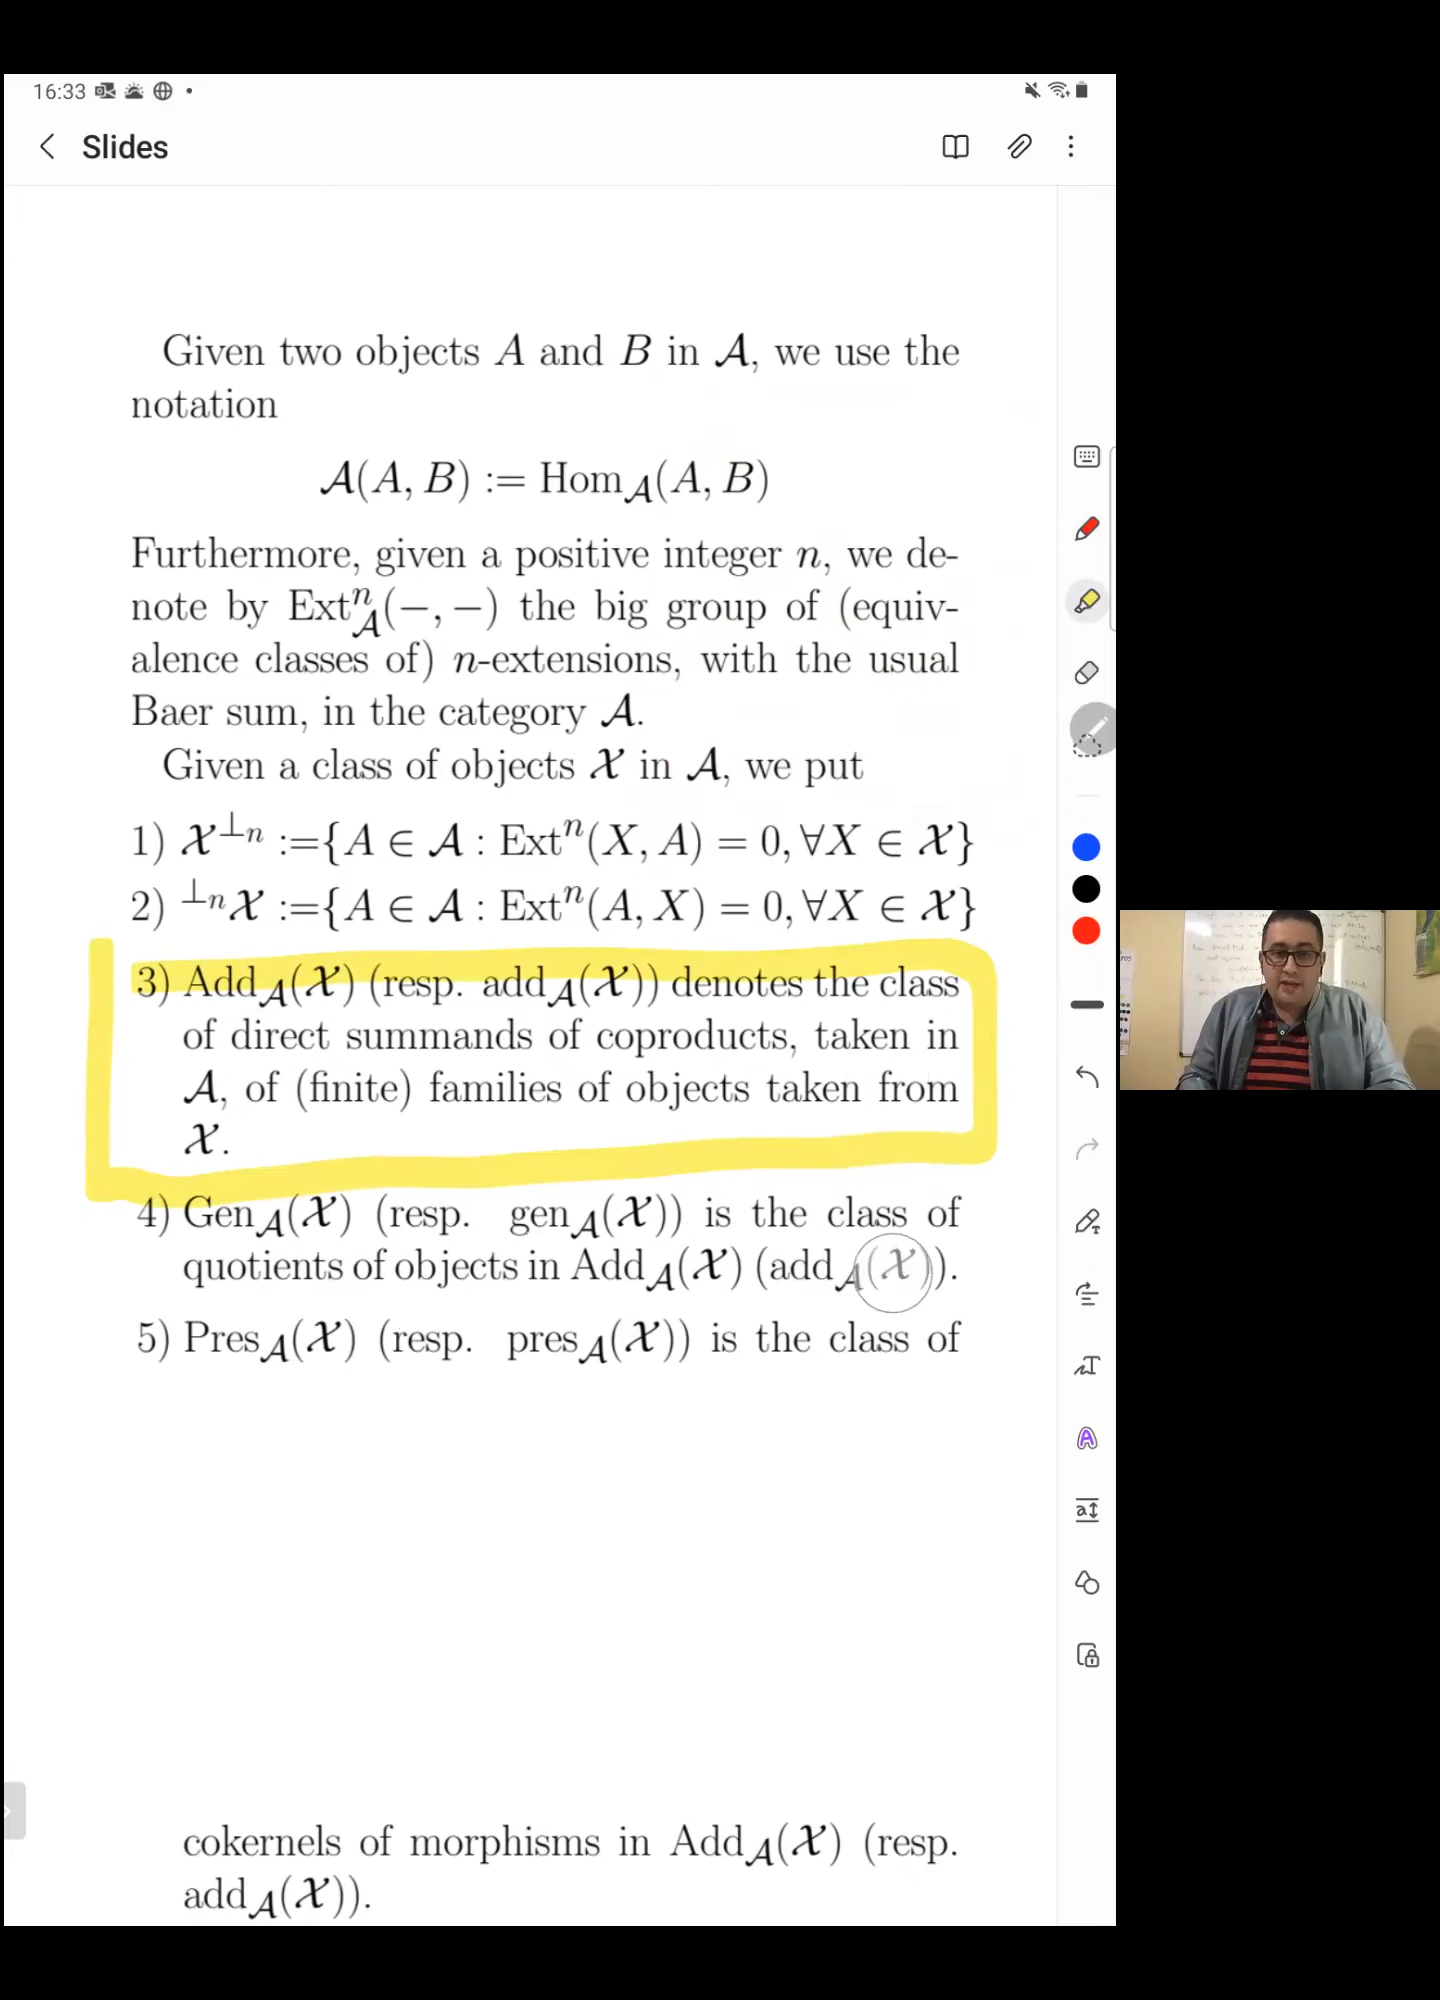 16:33
Slides
Given two objects A and B in 𝒜, we use the
notation
𝒜(A, B) := Hom_𝒜(A, B)
Furthermore, given a positive integer n, we de-
note by Ext^n_𝒜(−, −) the big group of (equiv-
alence classes of) n-extensions, with the usual
Baer sum, in the category 𝒜.
Given a class of objects 𝒳 in 𝒜, we put
1) 𝒳^{⊥n} :={A ∈ 𝒜 : Ext^n(X, A) = 0, ∀X ∈ 𝒳}
2) ^{⊥n}𝒳 :={A ∈ 𝒜 : Ext^n(A, X) = 0, ∀X ∈ 𝒳}
3) Add_𝒜(𝒳) (resp. add_𝒜(𝒳)) denotes the class
of direct summands of coproducts, taken in
𝒜, of (finite) families of objects taken from
𝒳.
4) Gen_𝒜(𝒳) (resp. gen_𝒜(𝒳)) is the class of
quotients of objects in Add_𝒜(𝒳) (add_𝒜(𝒳)).
5) Pres_𝒜(𝒳) (resp. pres_𝒜(𝒳)) is the class of
cokernels of morphisms in Add_𝒜(𝒳) (resp.
add_𝒜(𝒳)).